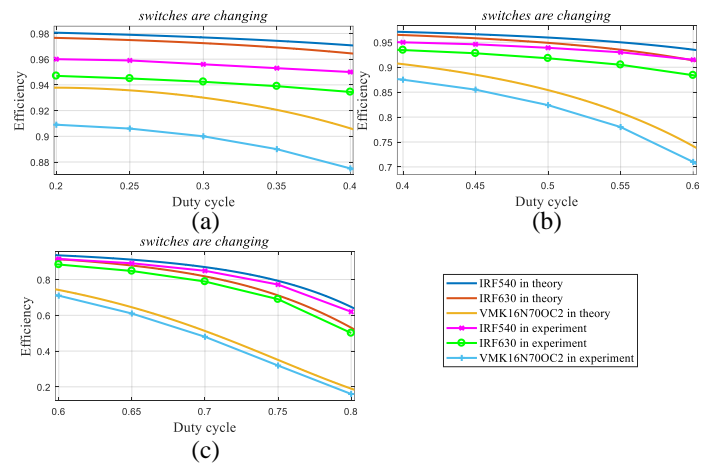 switches are changing
0.98
0.96
0.94
0.92
0.9
0.88
Efficiency
0.2 0.25 0.3 0.35 0.4
Duty cycle
(a)
switches are changing
0.95
0.9
0.85
0.8
0.75
0.7
Efficiency
0.4 0.45 0.5 0.55 0.6
Duty cycle
(b)
switches are changing
0.8
0.6
0.4
0.2
Efficiency
0.6 0.65 0.7 0.75 0.8
Duty cycle
(c)
IRF540 in theory
IRF630 in theory
VMK16N70OC2 in theory
IRF540 in experiment
IRF630 in experiment
VMK16N70OC2 in experiment